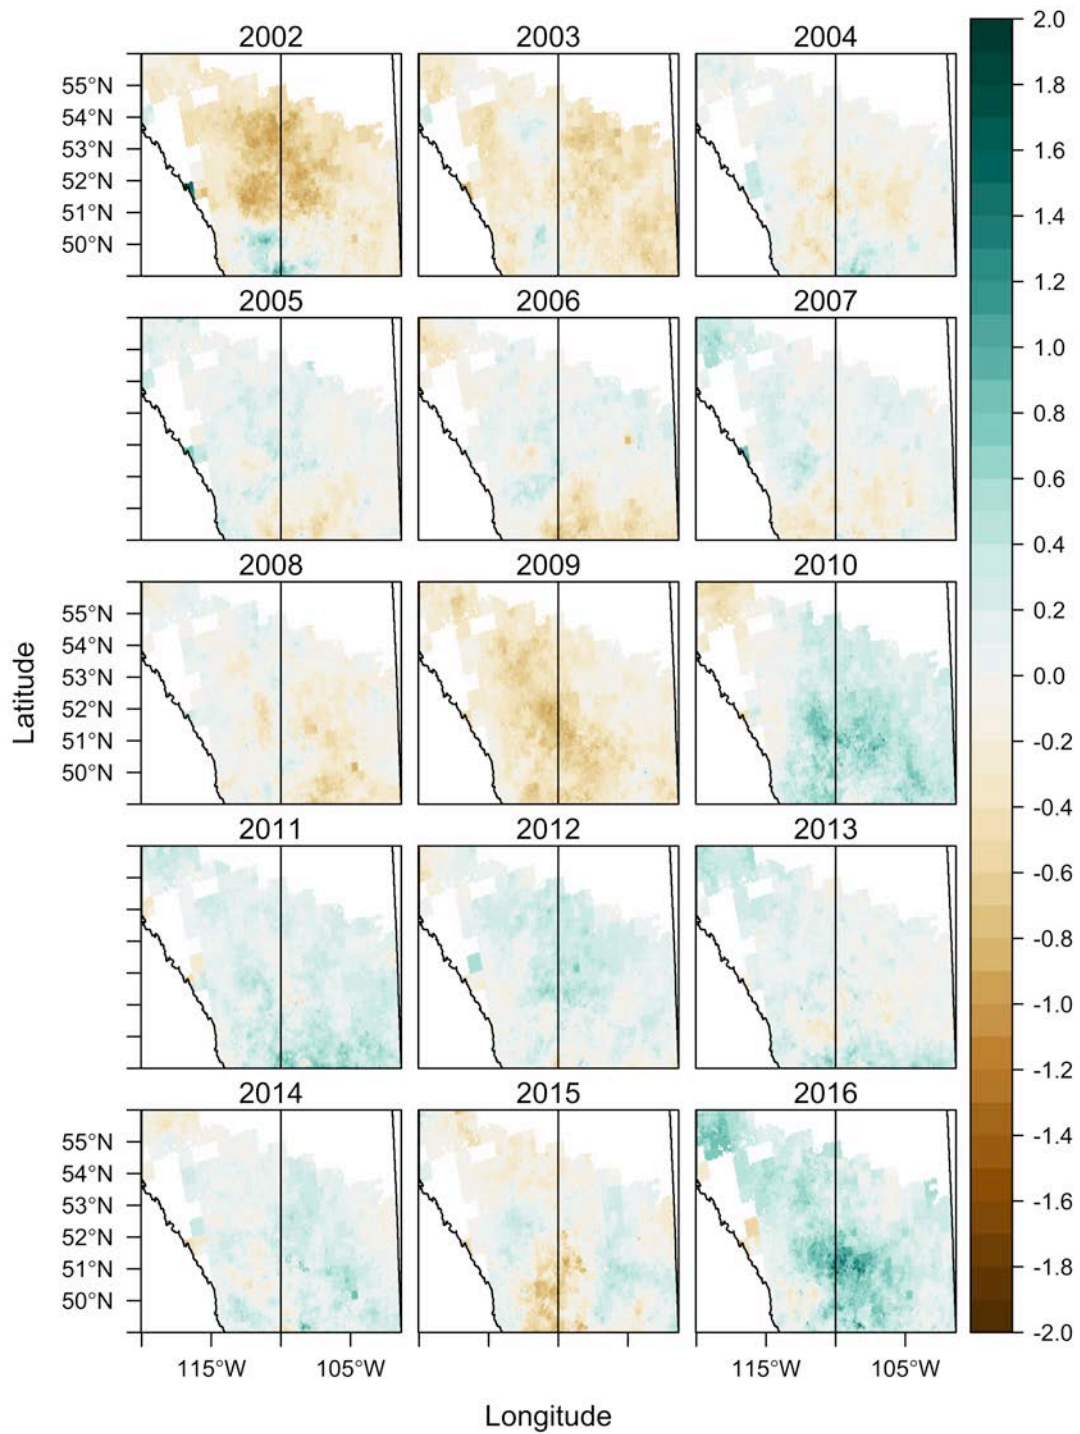 2002 2003 2004
55°N
54°N
53°N
52°N
51°N
50°N
2005 2006 2007
2008 2009 2010
55°N
54°N
53°N
52°N
51°N
50°N
2011 2012 2013
2014 2015 2016
55°N
54°N
53°N
52°N
51°N
50°N
115°W 105°W 115°W 105°W
Latitude
Longitude
2.0
1.8
1.6
1.4
1.2
1.0
0.8
0.6
0.4
0.2
0.0
-0.2
-0.4
-0.6
-0.8
-1.0
-1.2
-1.4
-1.6
-1.8
-2.0